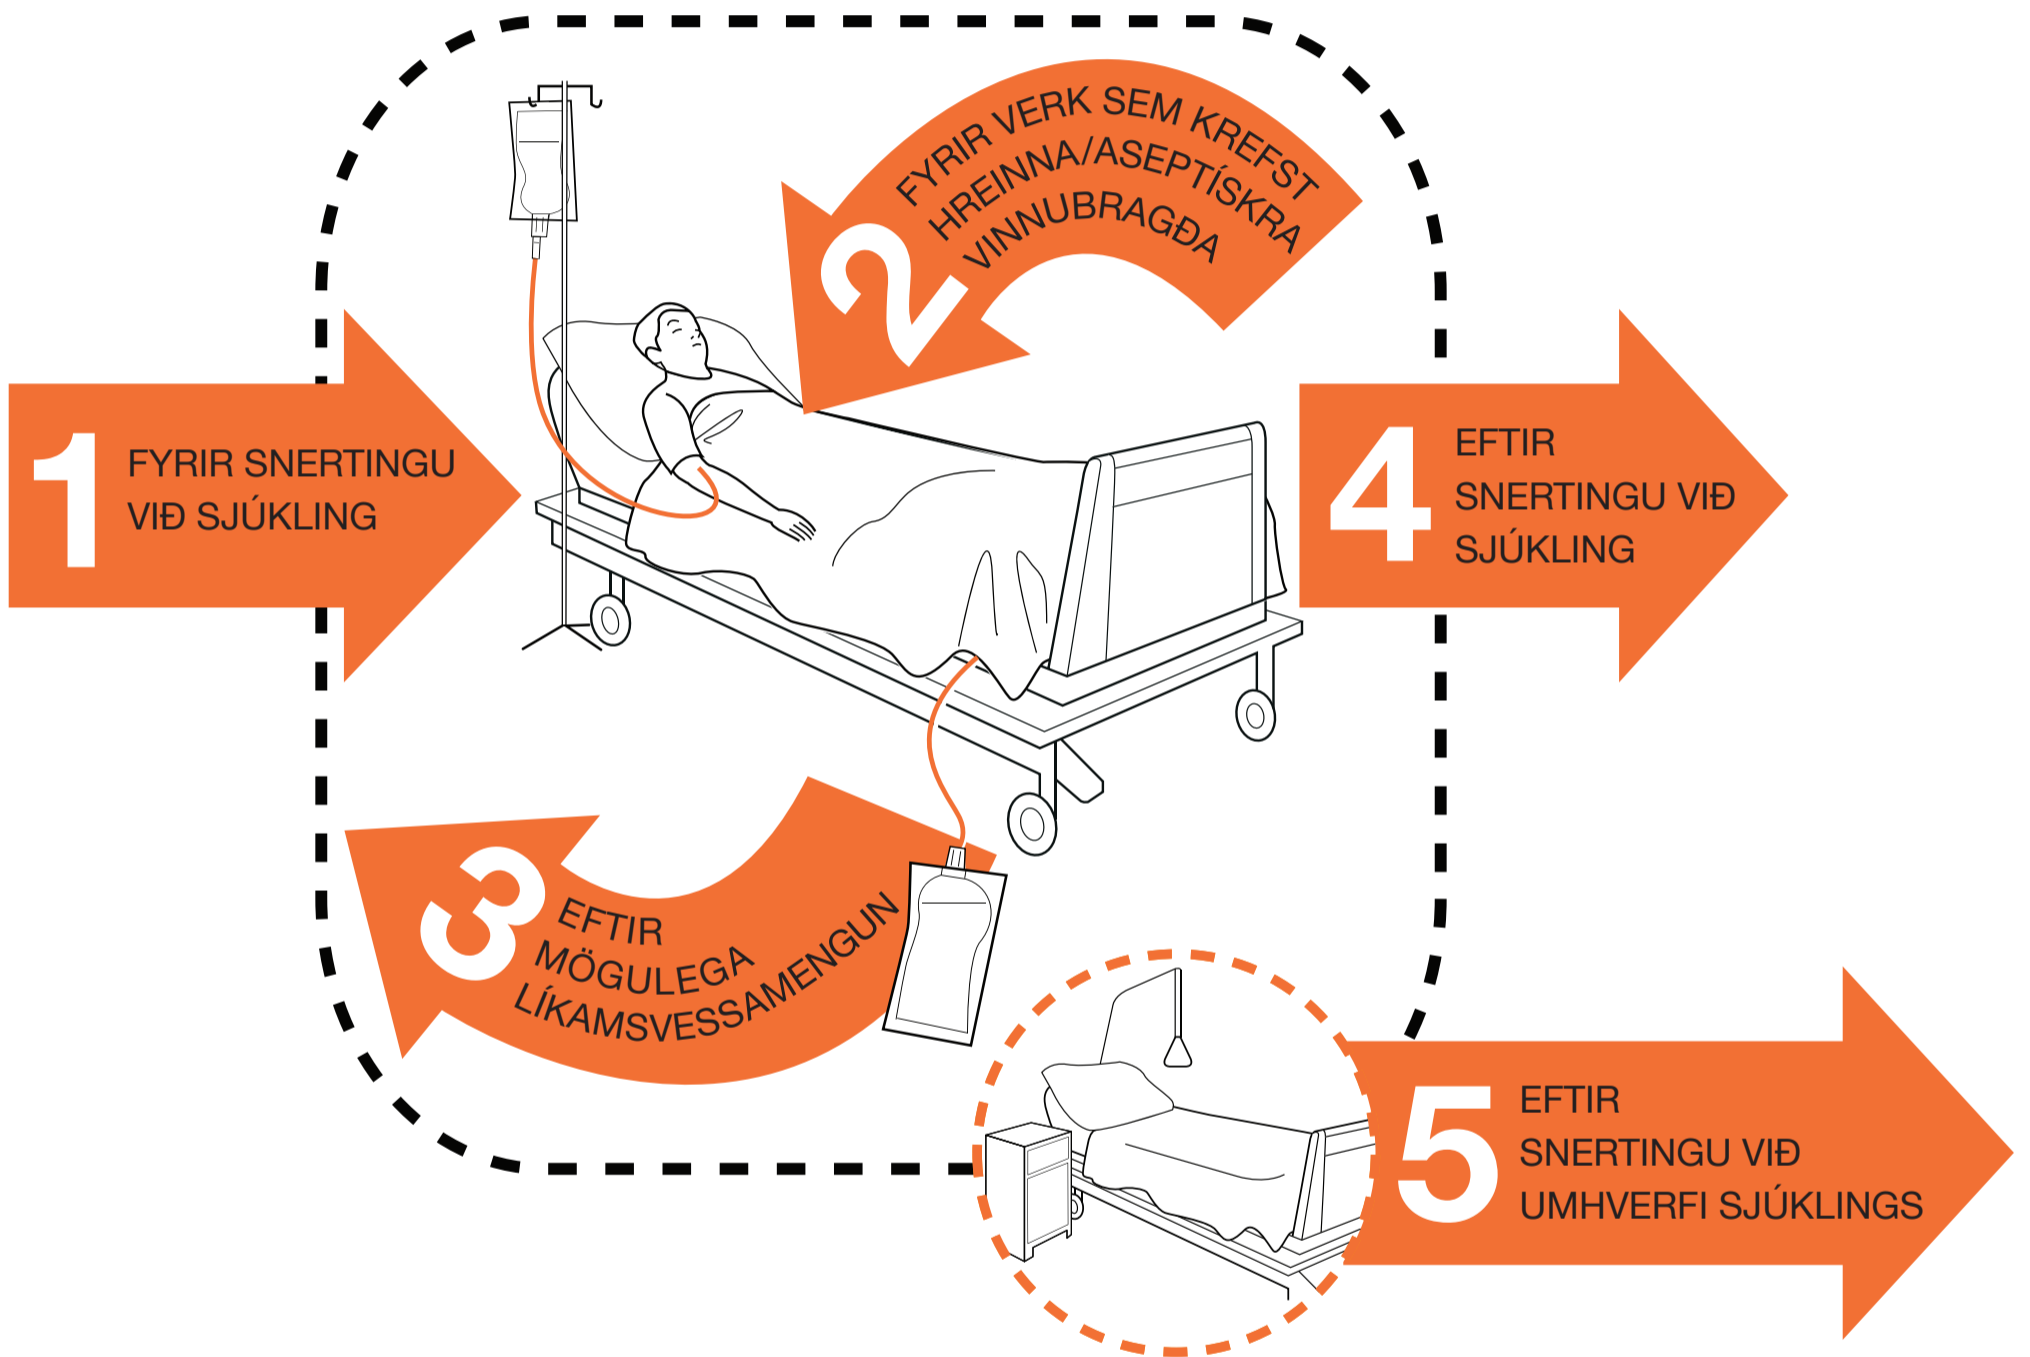 1
FYRIR SNERTINGU
VIÐ SJÚKLING
2
FYRIR VERK SEM KREFST
HREINNA/ASEPTÍSKRA
VINNUBRAGÐA
3
EFTIR
MÖGULEGA
LÍKAMSVESSAMENGUN
4
EFTIR
SNERTINGU VIÐ
SJÚKLING
5
EFTIR
SNERTINGU VIÐ
UMHVERFI SJÚKLINGS